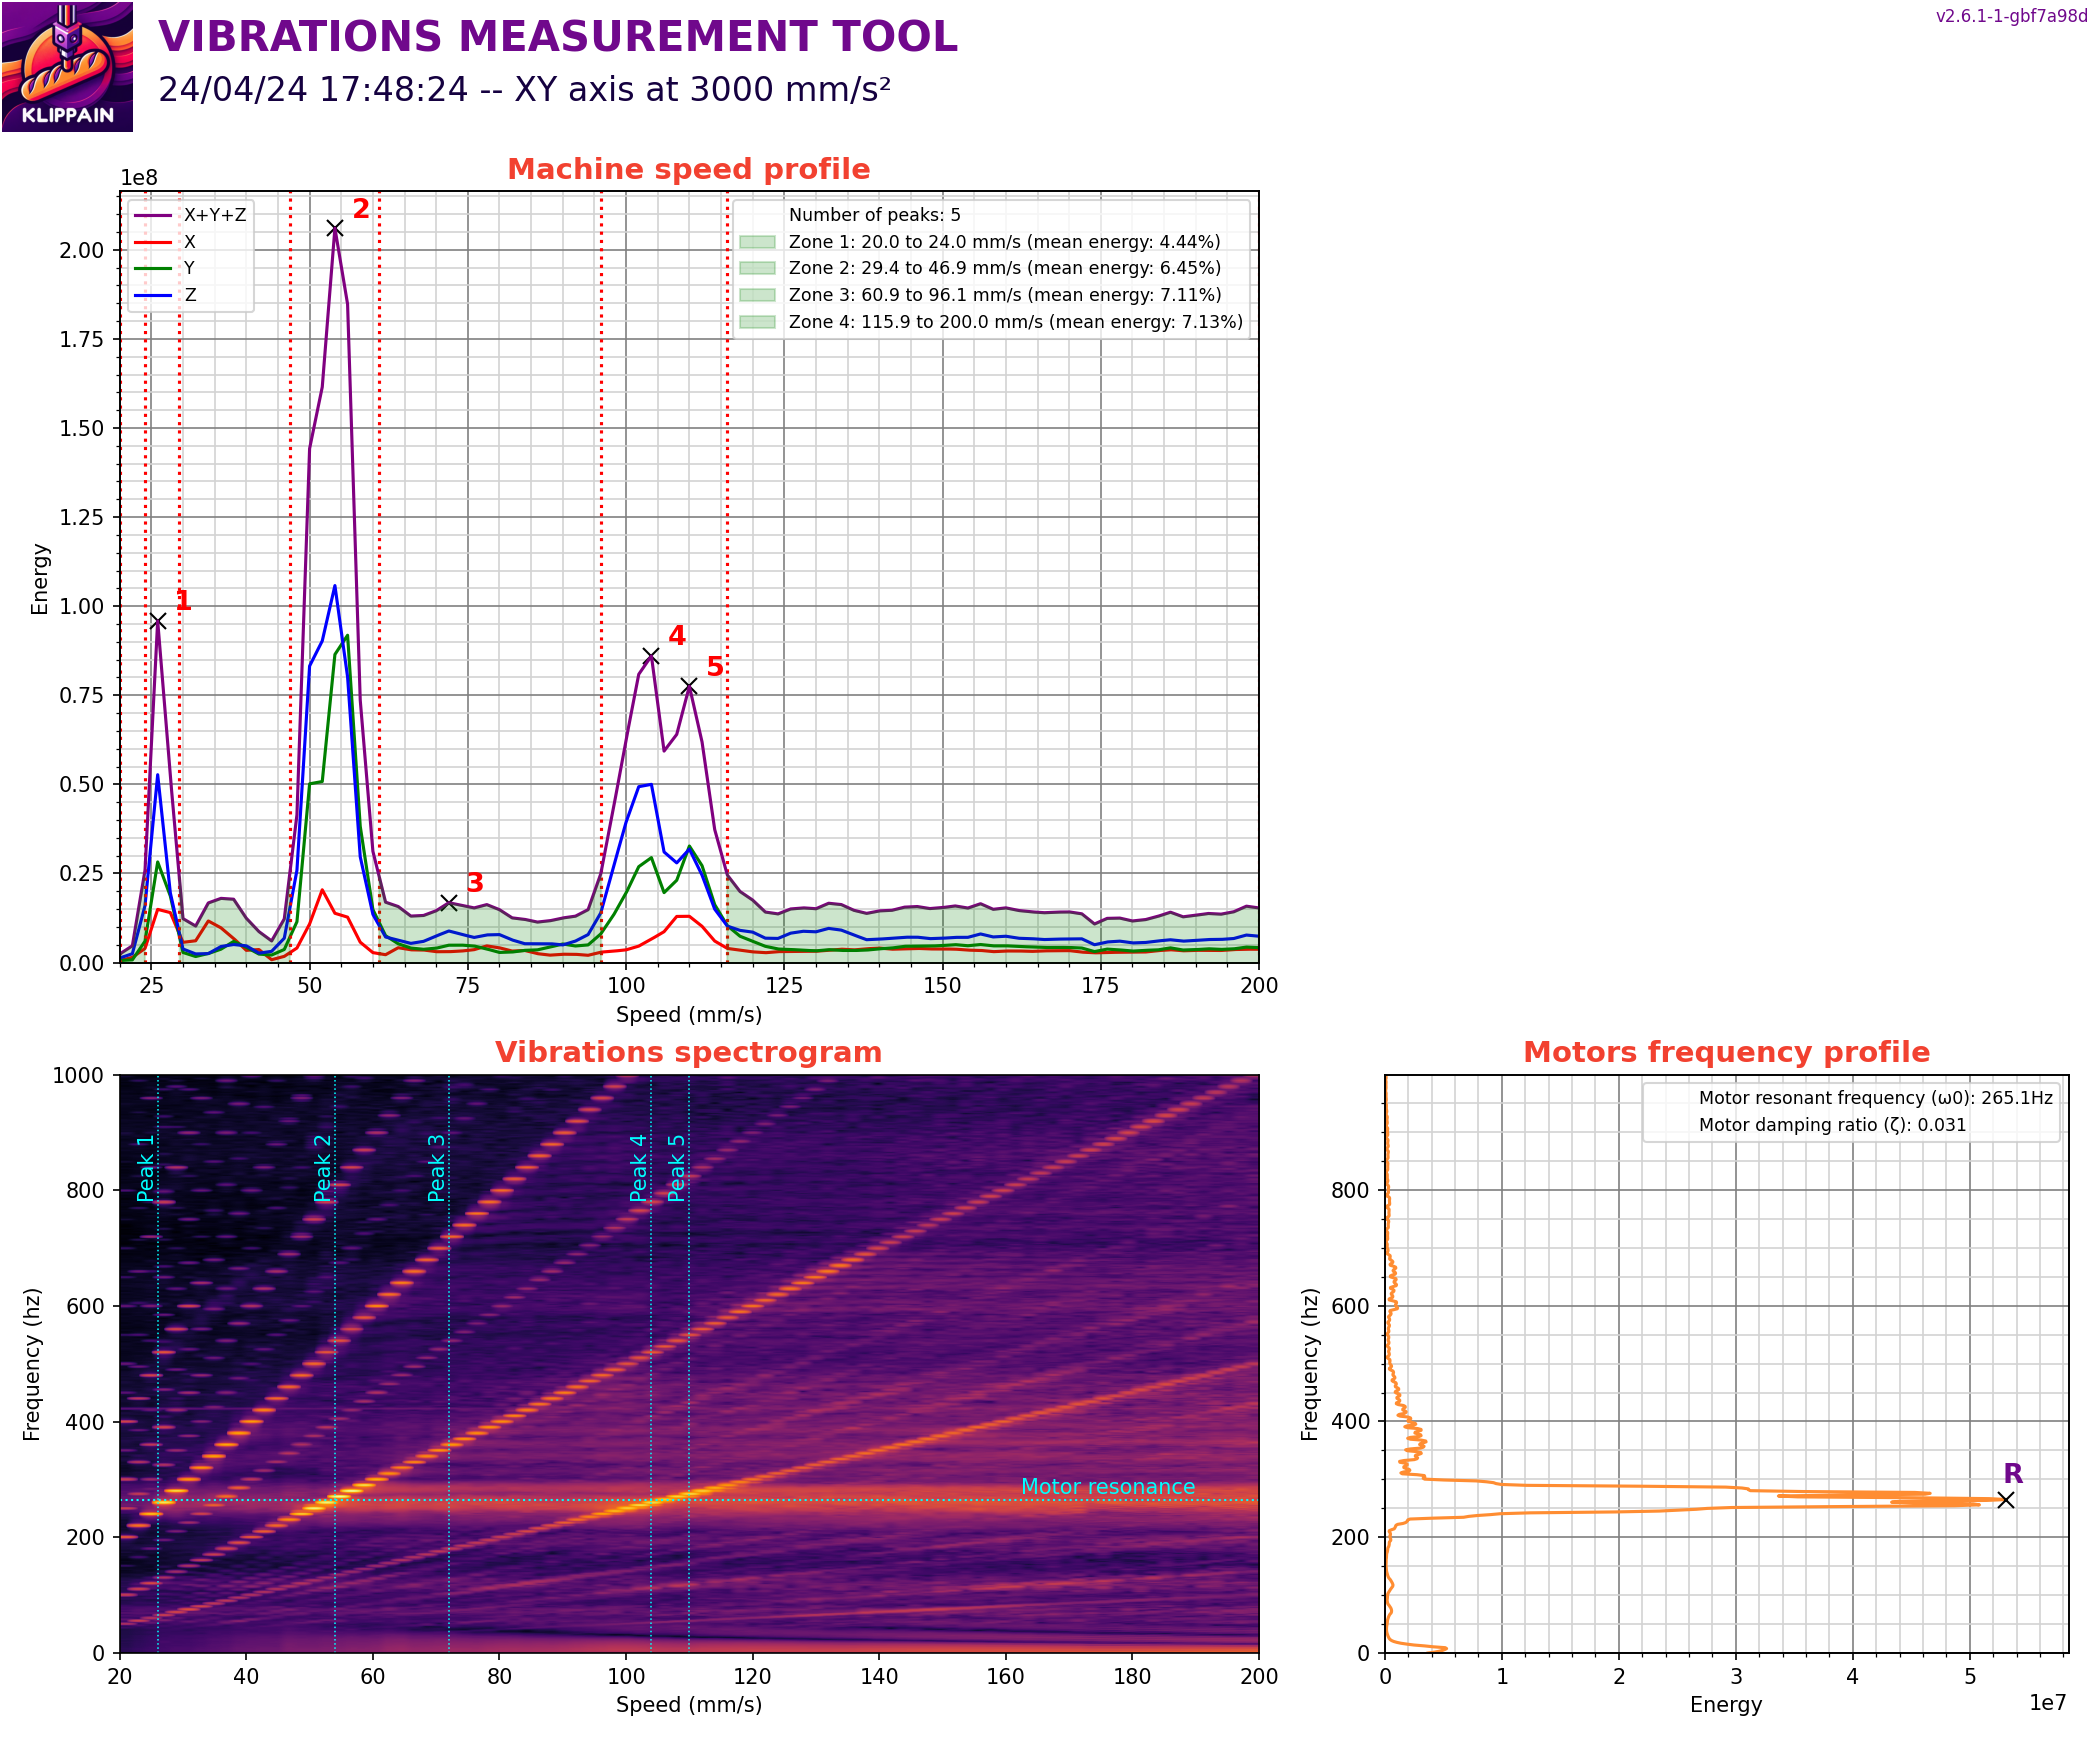 v2.6.1-1-gbf7a98d
KLIPPAIN
VIBRATIONS MEASUREMENT TOOL
24/04/24 17:48:24 -- XY axis at 3000 mm/s²
Machine speed profile
1e8
X+Y+Z
X
Y
Z
Number of peaks: 5
Zone 1: 20.0 to 24.0 mm/s (mean energy: 4.44%)
Zone 2: 29.4 to 46.9 mm/s (mean energy: 6.45%)
Zone 3: 60.9 to 96.1 mm/s (mean energy: 7.11%)
Zone 4: 115.9 to 200.0 mm/s (mean energy: 7.13%)
2.00
1.75
1.50
1.25
1.00
0.75
0.50
0.25
0.00
Energy
1
2
3
4
5
25 50 75 100 125 150 175 200
Speed (mm/s)
Vibrations spectrogram
1000
800
600
400
200
0
Frequency (hz)
Peak 1
Peak 2
Peak 3
Peak 4
Peak 5
Motor resonance
20 40 60 80 100 120 140 160 180 200
Speed (mm/s)
Motors frequency profile
Motor resonant frequency (ω0): 265.1Hz
Motor damping ratio (ζ): 0.031
800
600
400
200
0
Frequency (hz)
R
0 1 2 3 4 5
Energy
1e7